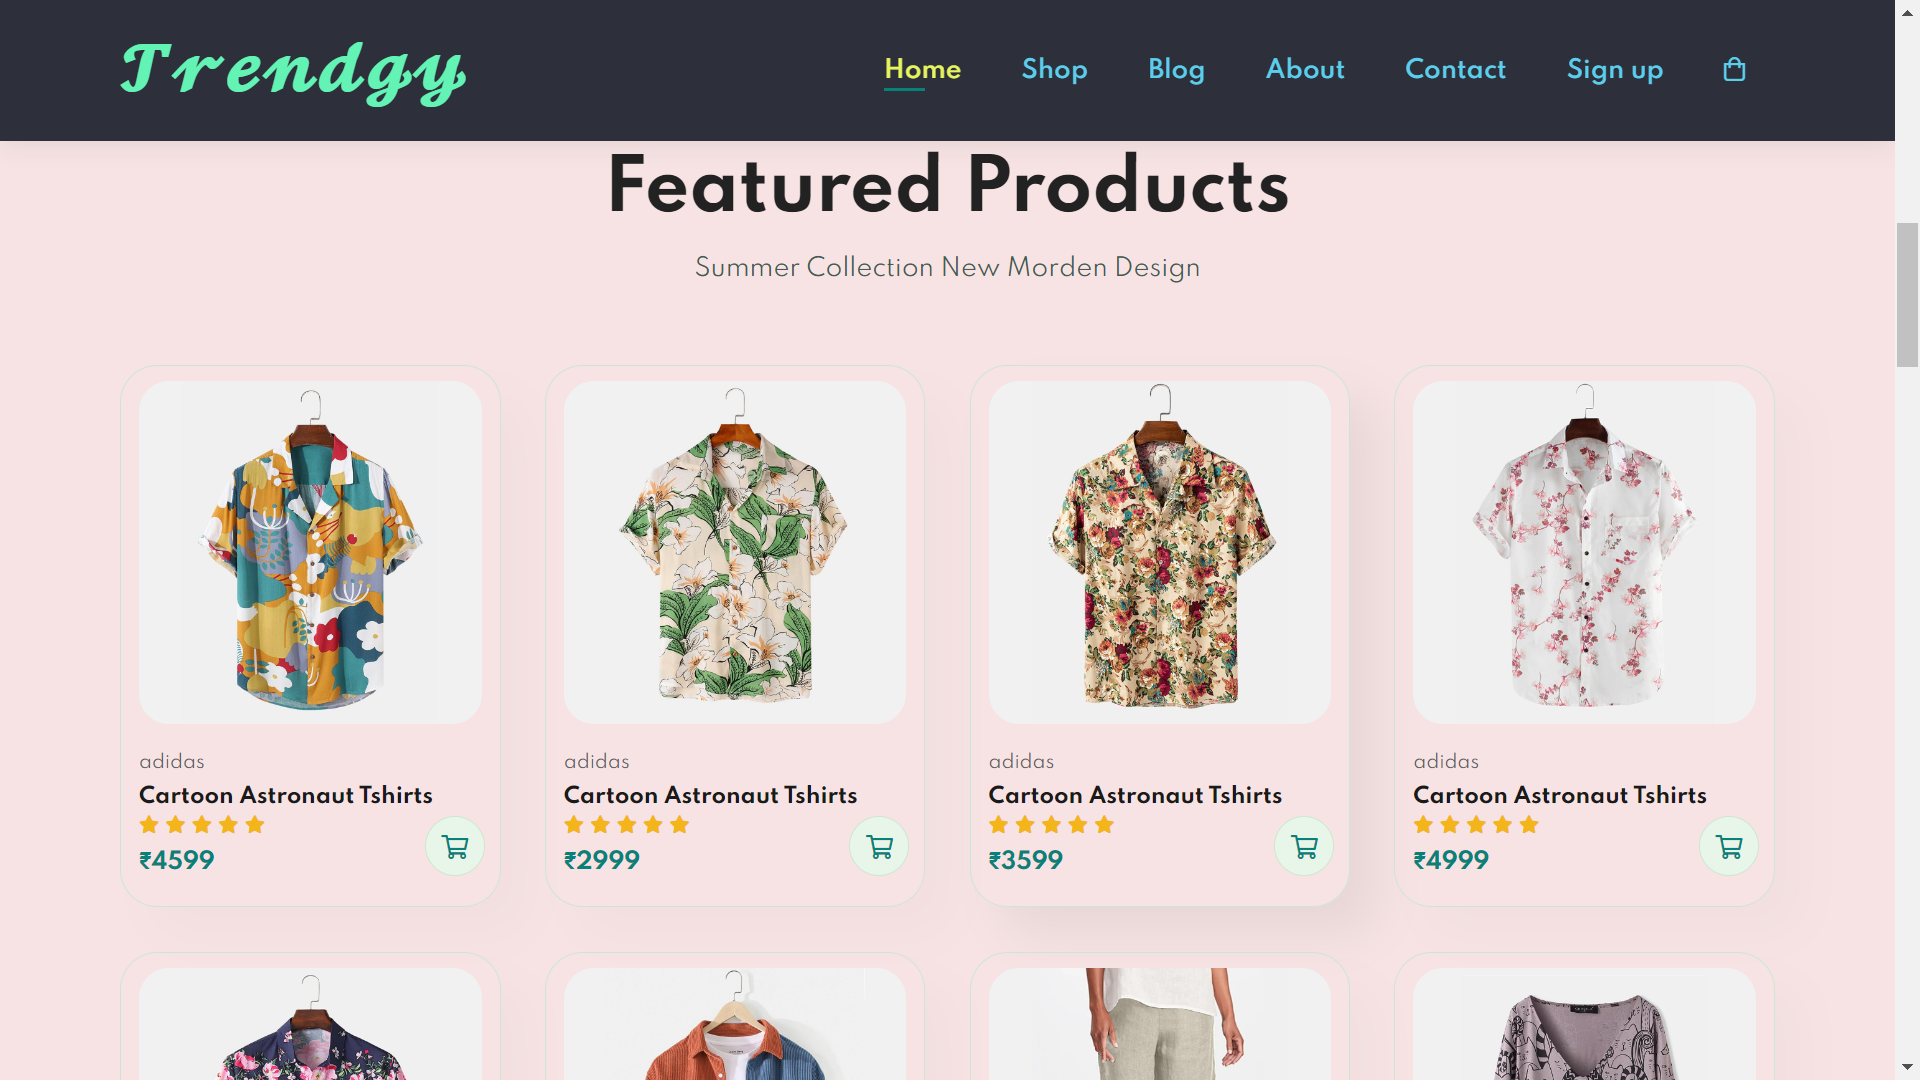 Trendgy
Home Shop Blog About Contact Sign up
Featured Products
Summer Collection New Morden Design
adidas
Cartoon Astronaut Tshirts
₹4599
adidas
Cartoon Astronaut Tshirts
₹2999
adidas
Cartoon Astronaut Tshirts
₹3599
adidas
Cartoon Astronaut Tshirts
₹4999